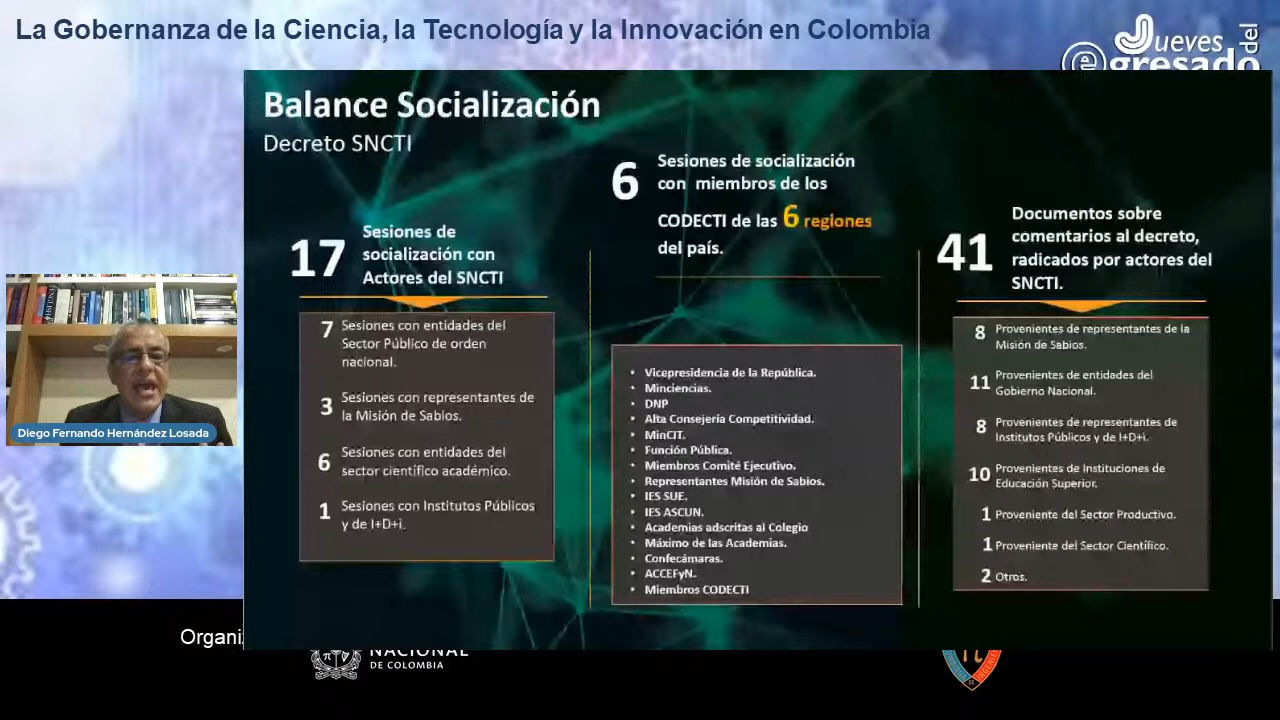 La Gobernanza de la Ciencia, la Tecnología y la Innovación en Colombia
Jueves
del
egresado
Balance Socialización
Decreto SNCTI
17
Sesiones de
socialización con
Actores del SNCTI
7 Sesiones con entidades del
Sector Público de orden
nacional.
3 Sesiones con representantes de
la Misión de Sabios.
6 Sesiones con entidades del
sector científico académico.
1 Sesiones con Institutos Públicos
y de I+D+i.
6
Sesiones de socialización
con miembros de los
CODECTI de las 6 regiones
del país.
• Vicepresidencia de la República.
• Minciencias.
• DNP
• Alta Consejería Competitividad.
• MinCIT.
• Función Pública.
• Miembros Comité Ejecutivo.
• Representantes Misión de Sabios.
• IES SUE.
• IES ASCUN.
• Academias adscritas al Colegio
• Máximo de las Academias.
• Confecámaras.
• ACCEFyN.
• Miembros CODECTI
41
Documentos sobre
comentarios al decreto,
radicados por actores del
SNCTI.
8 Provenientes de representantes de la
Misión de Sabios.
11 Provenientes de entidades del
Gobierno Nacional.
8 Provenientes de representantes de
Institutos Públicos y de I+D+i.
10 Provenientes de Instituciones de
Educación Superior.
1 Proveniente del Sector Productivo.
1 Proveniente del Sector Científico.
2 Otros.
Diego Fernando Hernández Losada
Organiz
NACIONAL
DE COLOMBIA